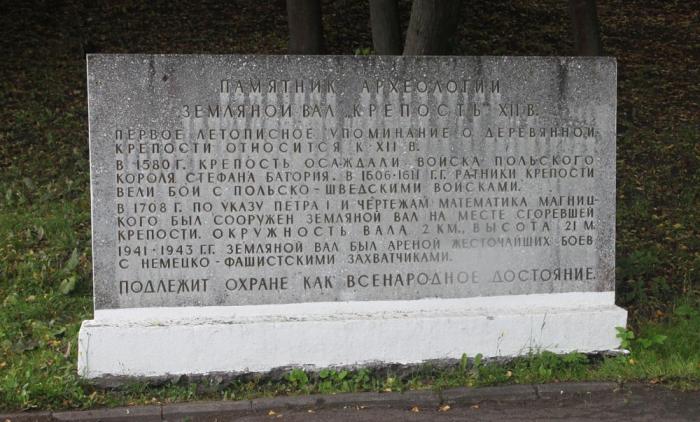 ПАМЯТНИК АРХЕОЛОГИИ
ЗЕМЛЯНОЙ ВАЛ „КРЕПОСТЬ" XII В.
ПЕРВОЕ ЛЕТОПИСНОЕ УПОМИНАНИЕ О ДЕРЕВЯННОЙ
КРЕПОСТИ ОТНОСИТСЯ К XII В.
В 1580 Г. КРЕПОСТЬ ОСАЖДАЛИ ВОЙСКА ПОЛЬСКОГО
КОРОЛЯ СТЕФАНА БАТОРИЯ. В 1606-1611 Г.Г. РАТНИКИ КРЕПОСТИ
ВЕЛИ БОИ С ПОЛЬСКО-ШВЕДСКИМИ ВОЙСКАМИ.
В 1708 Г. ПО УКАЗУ ПЕТРА I И ЧЕРТЕЖАМ МАТЕМАТИКА МАГНИЦ-
КОГО БЫЛ СООРУЖЕН ЗЕМЛЯНОЙ ВАЛ НА МЕСТЕ СГОРЕВШЕЙ
КРЕПОСТИ. ОКРУЖНОСТЬ ВАЛА 2 КМ., ВЫСОТА 21 М.
1941-1943 Г.Г. ЗЕМЛЯНОЙ ВАЛ БЫЛ АРЕНОЙ ЖЕСТОЧАЙШИХ БОЕВ
С НЕМЕЦКО-ФАШИСТСКИМИ ЗАХВАТЧИКАМИ.
ПОДЛЕЖИТ ОХРАНЕ КАК ВСЕНАРОДНОЕ ДОСТОЯНИЕ.